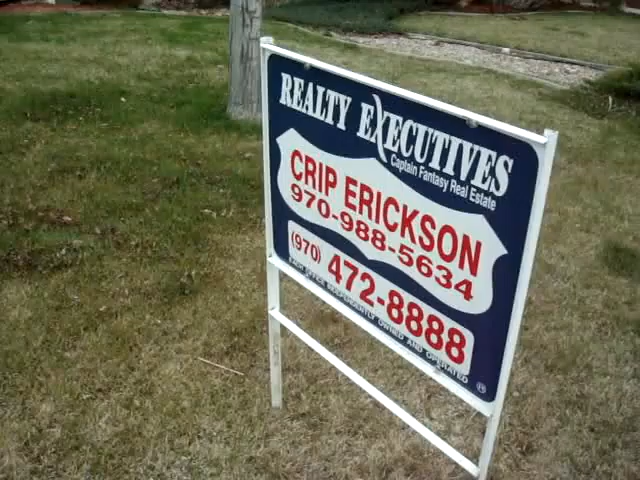 REALTY EXECUTIVES
Captain Fantasy Real Estate
CRIP ERICKSON
970-988-5634
(970) 472-8888
EACH OFFICE INDEPENDENTLY OWNED AND OPERATED